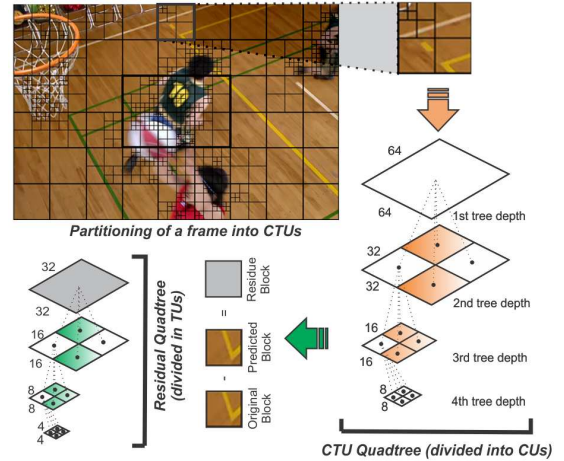 64
64
1st tree depth
Partitioning of a frame into CTUs
32
32
2nd tree depth
16
16
3rd tree depth
8
8
4th tree depth
CTU Quadtree (divided into CUs)
32
32
16
16
8
8
4
4
Residual Quadtree
(divided in TUs)
Residue
Block
=
Predicted
Block
-
Original
Block